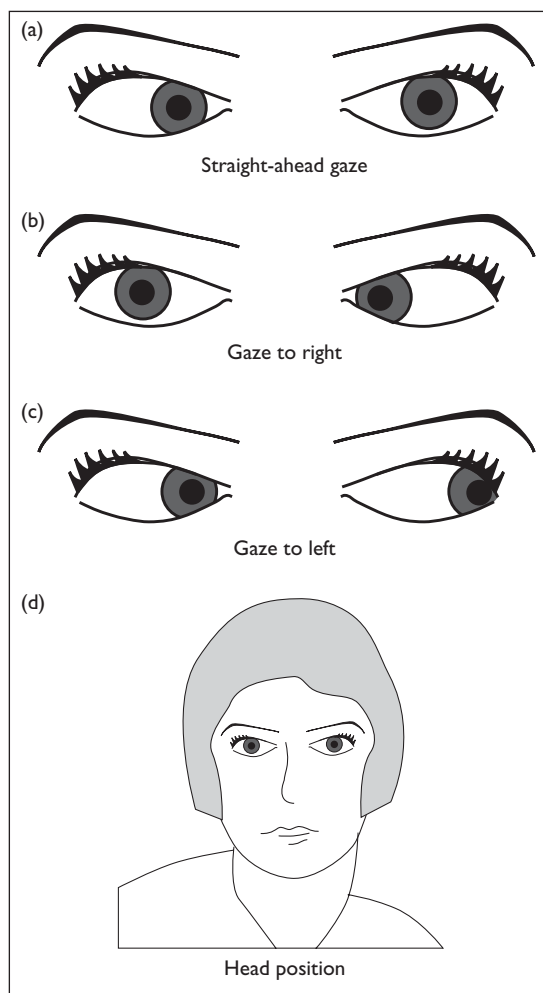 (a)
Straight-ahead gaze
(b)
Gaze to right
(c)
Gaze to left
(d)
Head position